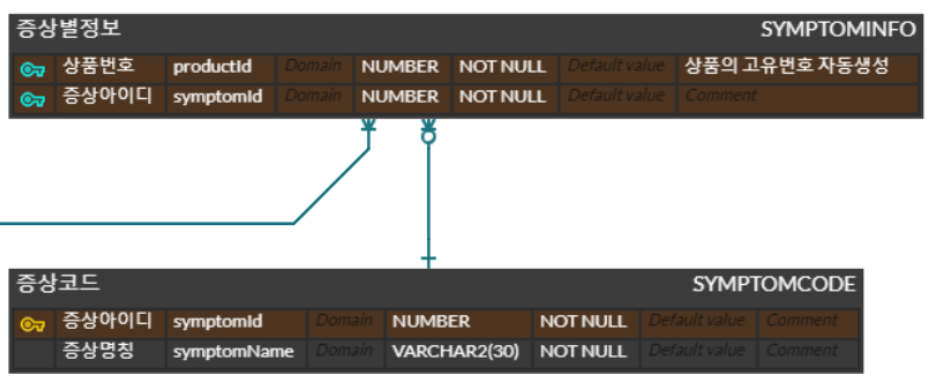 증상별정보 SYMPTOMINFO
상품번호 productId Domain NUMBER NOT NULL Default value 상품의 고유번호 자동생성
증상아이디 symptomId Domain NUMBER NOT NULL Default value Comment
증상코드 SYMPTOMCODE
증상아이디 symptomId Domain NUMBER NOT NULL Default value Comment
증상명칭 symptomName Domain VARCHAR2(30) NOT NULL Default value Comment